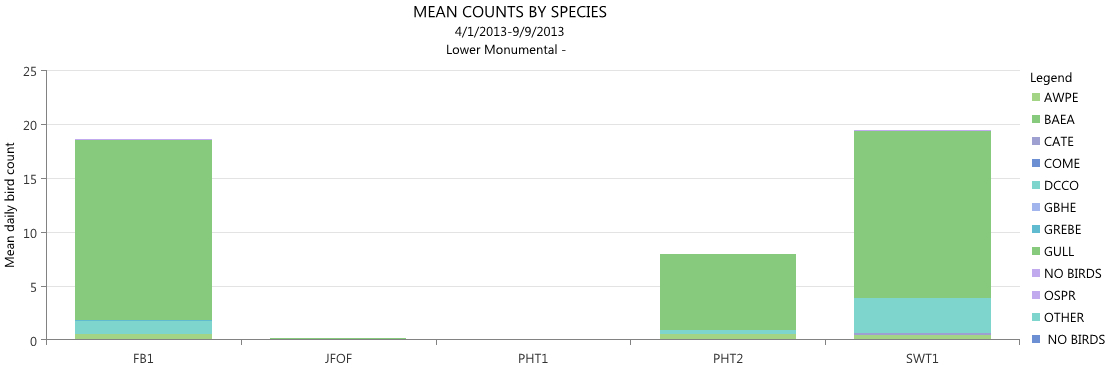 MEAN COUNTS BY SPECIES
4/1/2013-9/9/2013
Lower Monumental -
Mean daily bird count
25
20
15
10
5
0
FB1
JFOF
PHT1
PHT2
SWT1
Legend
AWPE
BAEA
CATE
COME
DCCO
GBHE
GREBE
GULL
NO BIRDS
OSPR
OTHER
NO BIRDS